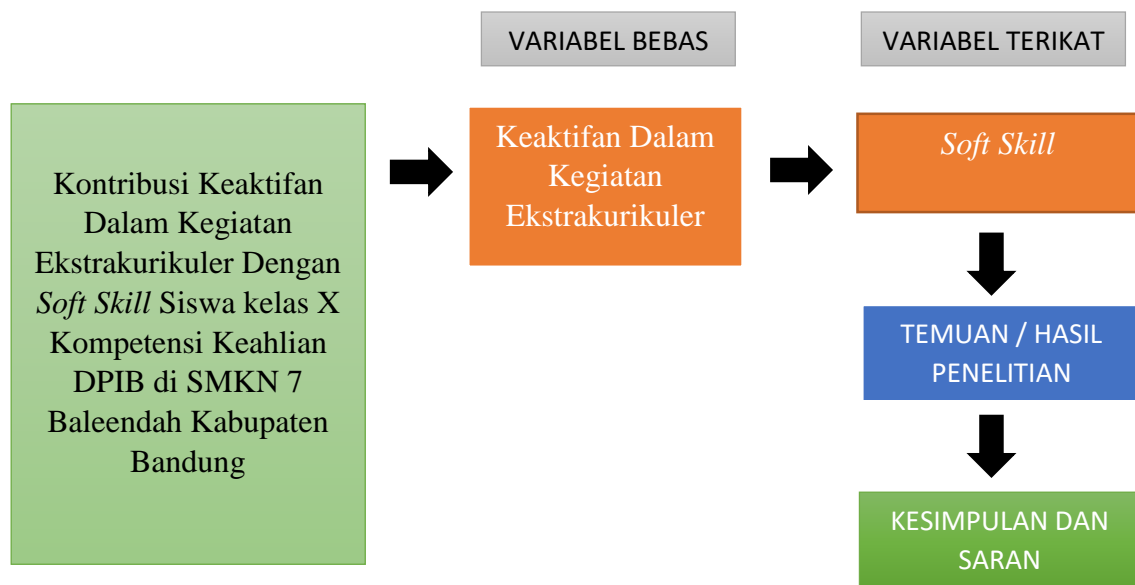 VARIABEL BEBAS
VARIABEL TERIKAT
Kontribusi Keaktifan
Dalam Kegiatan
Ekstrakurikuler Dengan
Soft Skill Siswa kelas X
Kompetensi Keahlian
DPIB di SMKN 7
Baleendah Kabupaten
Bandung
Keaktifan Dalam
Kegiatan
Ekstrakurikuler
Soft Skill
TEMUAN / HASIL
PENELITIAN
KESIMPULAN DAN
SARAN